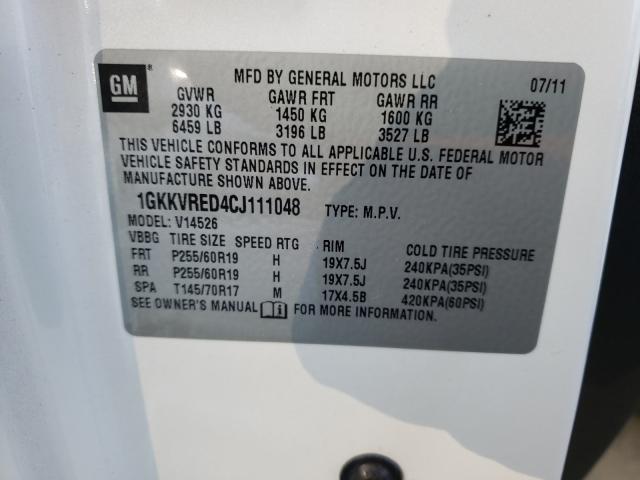 GM ® MFD BY GENERAL MOTORS LLC 07/11
GVWR GAWR FRT GAWR RR
2930 KG 1450 KG 1600 KG
6459 LB 3196 LB 3527 LB
THIS VEHICLE CONFORMS TO ALL APPLICABLE U.S. FEDERAL MOTOR
VEHICLE SAFETY STANDARDS IN EFFECT ON THE DATE OF
MANUFACTURE SHOWN ABOVE.
1GKKVRED4CJ111048 TYPE: M.P.V.
MODEL: V14526
VBBG TIRE SIZE SPEED RTG RIM COLD TIRE PRESSURE
FRT P255/60R19 H 19X7.5J 240KPA(35PSI)
RR P255/60R19 H 19X7.5J 240KPA(35PSI)
SPA T145/70R17 M 17X4.5B 420KPA(60PSI)
SEE OWNER'S MANUAL FOR MORE INFORMATION.